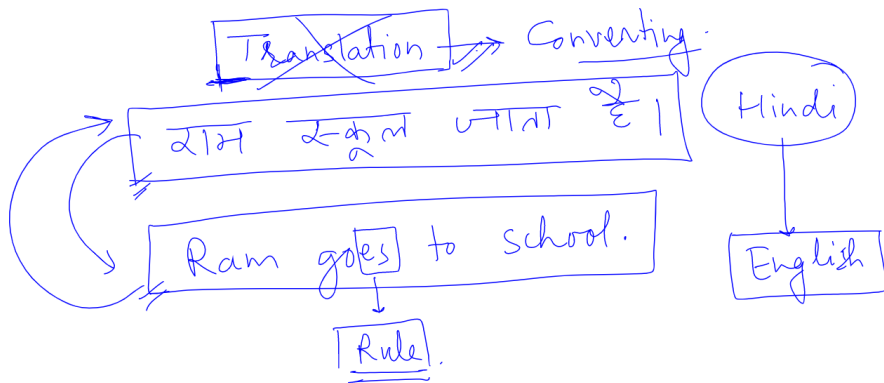 Translation Converting.
राम स्कूल जाता है। Hindi
Ram goes to school. English
Rule.